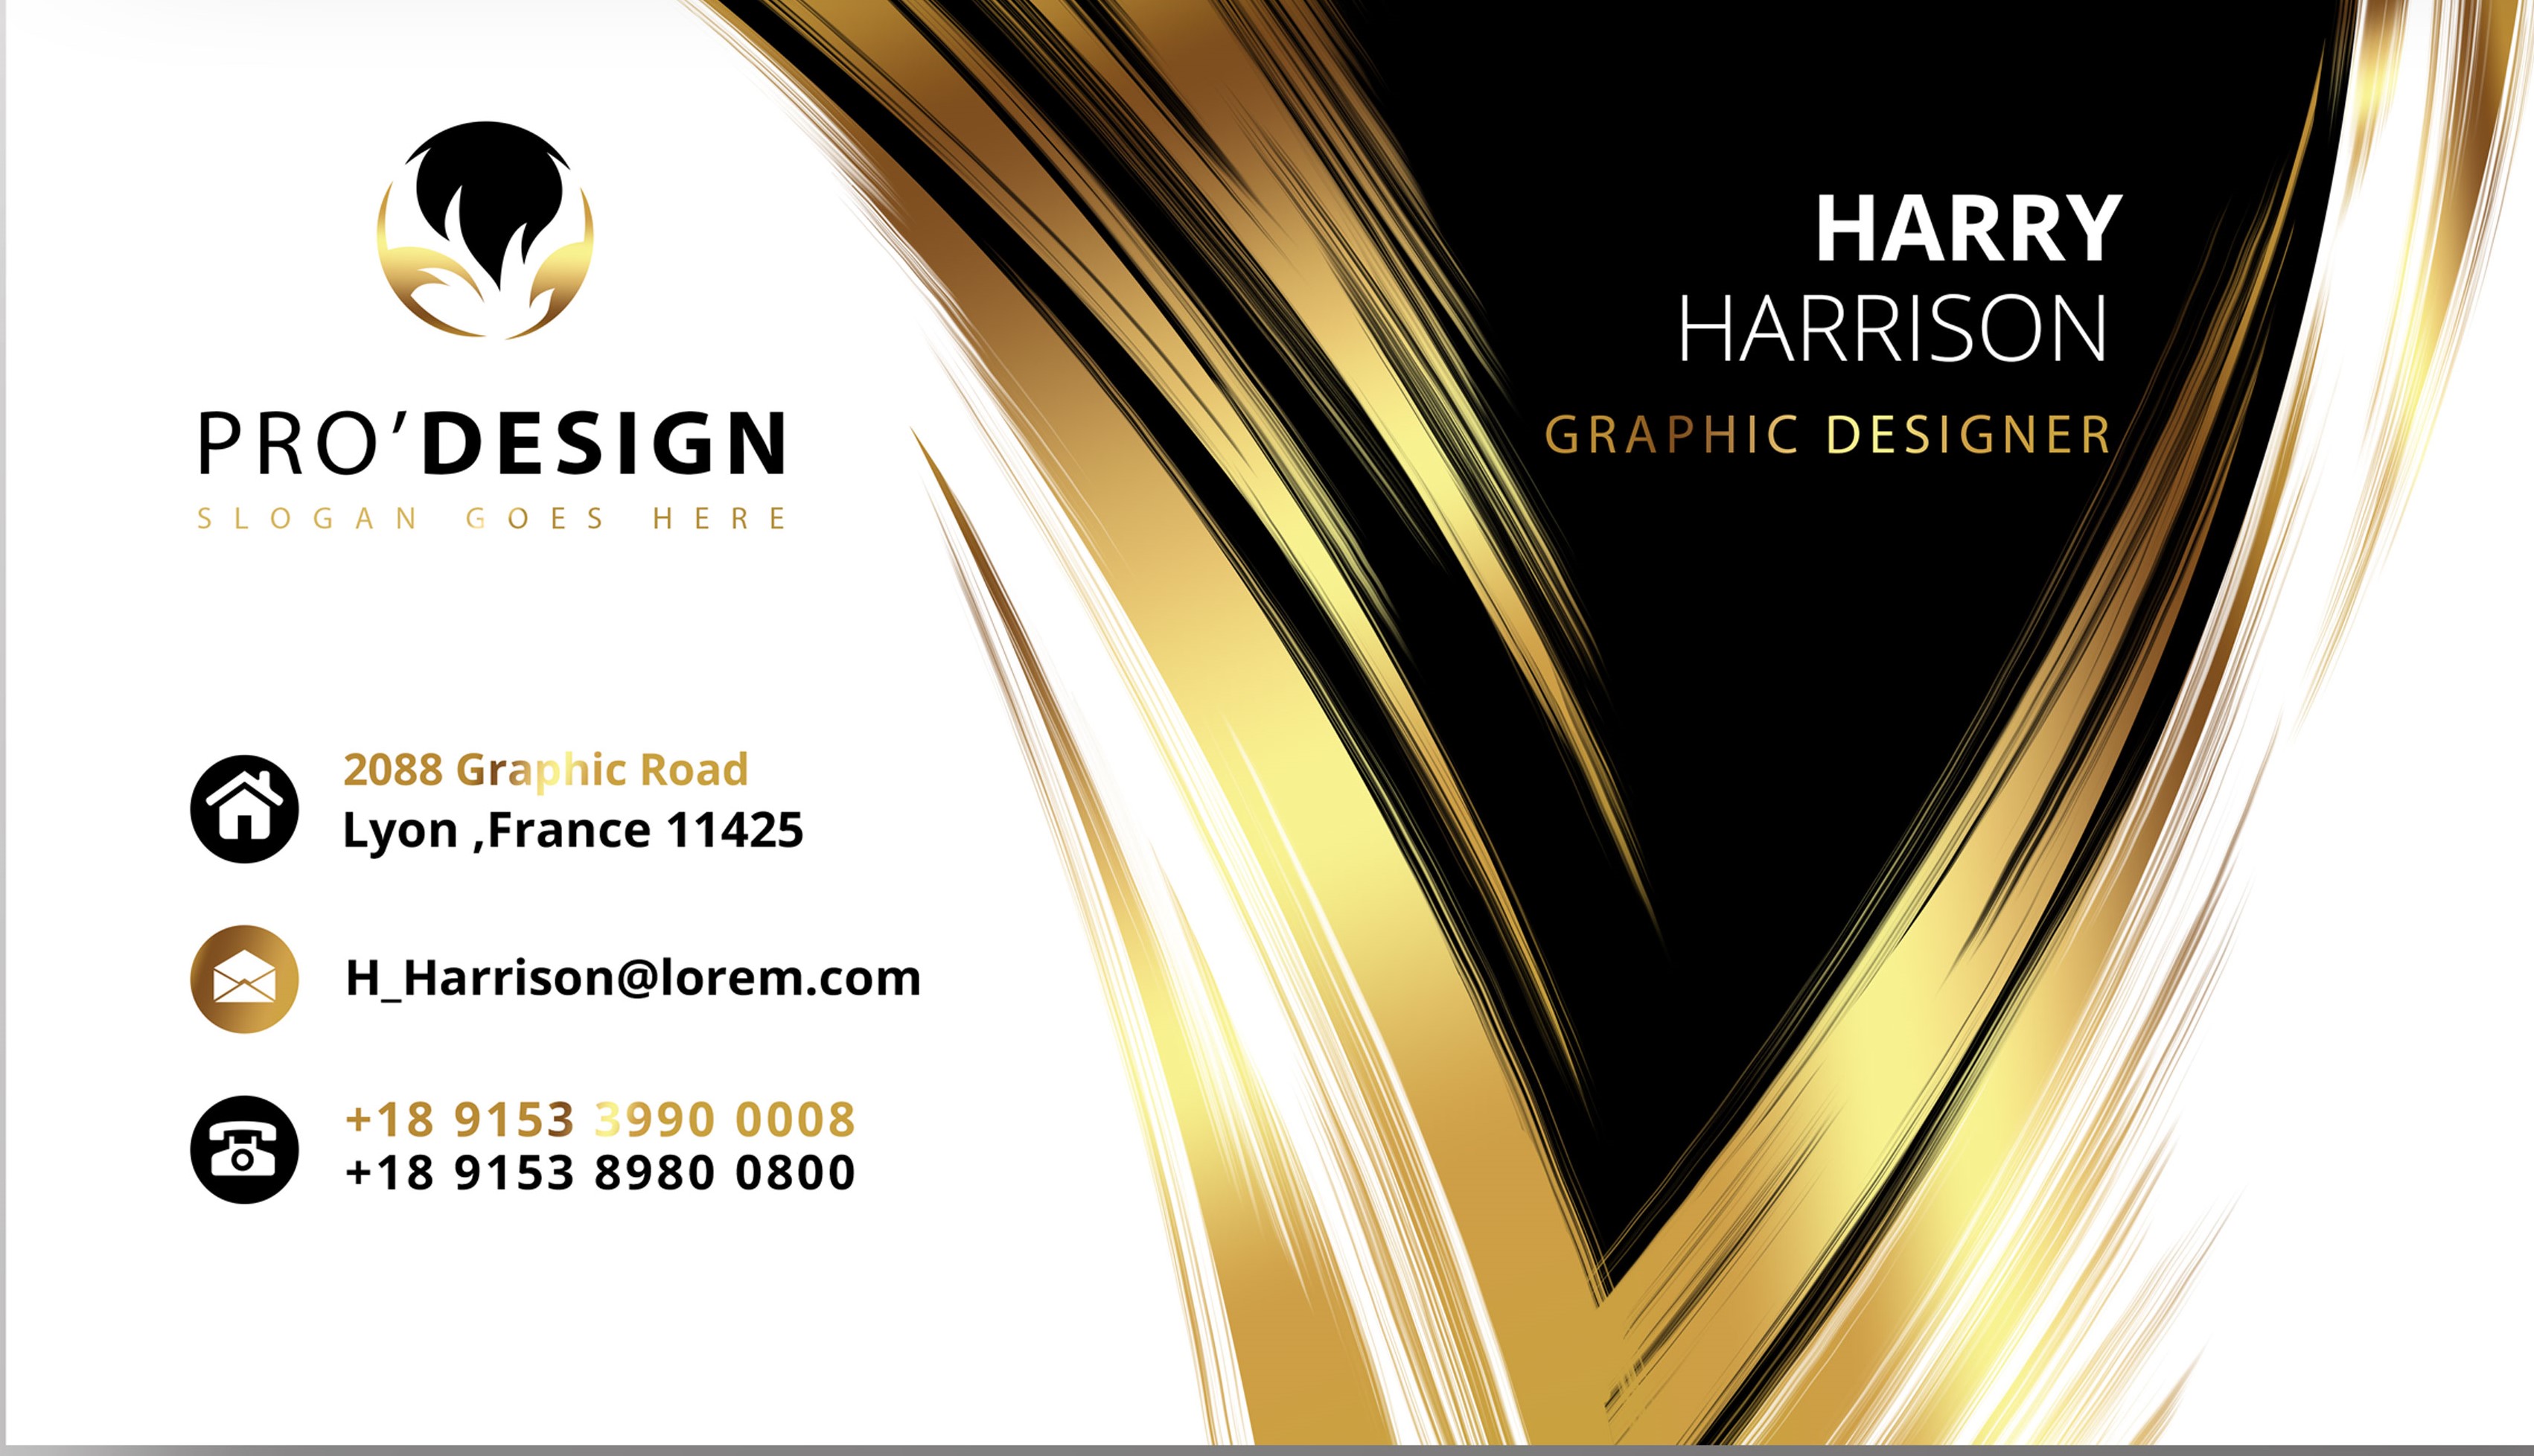 PRO’DESIGN
SLOGAN GOES HERE
2088 Graphic Road
Lyon ,France 11425
H_Harrison@lorem.com
+18 9153 3990 0008
+18 9153 8980 0800
HARRY
HARRISON
GRAPHIC DESIGNER